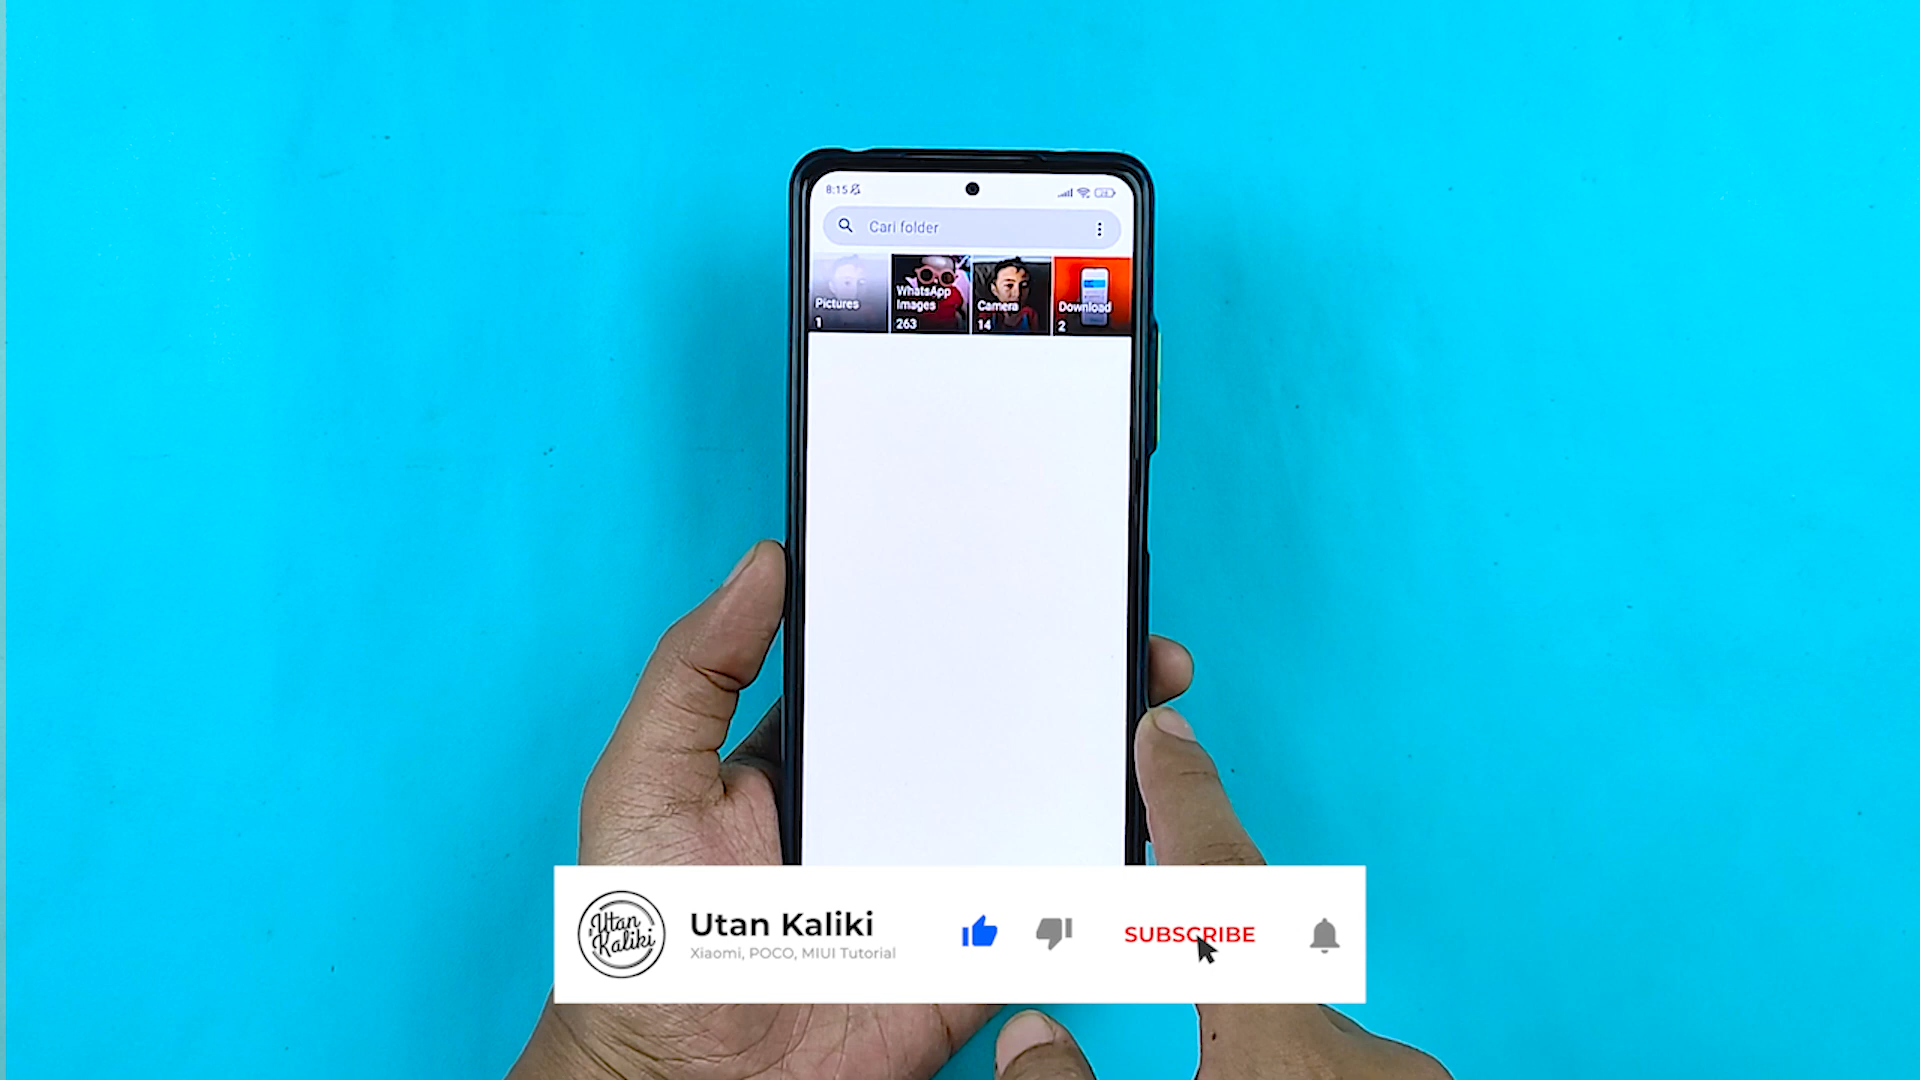 8:15
Cari folder
Pictures
1
WhatsApp
Images
263
Camera
14
Download
2
Utan
Kaliki
Utan Kaliki
Xiaomi, POCO, MIUI Tutorial
SUBSCRIBE